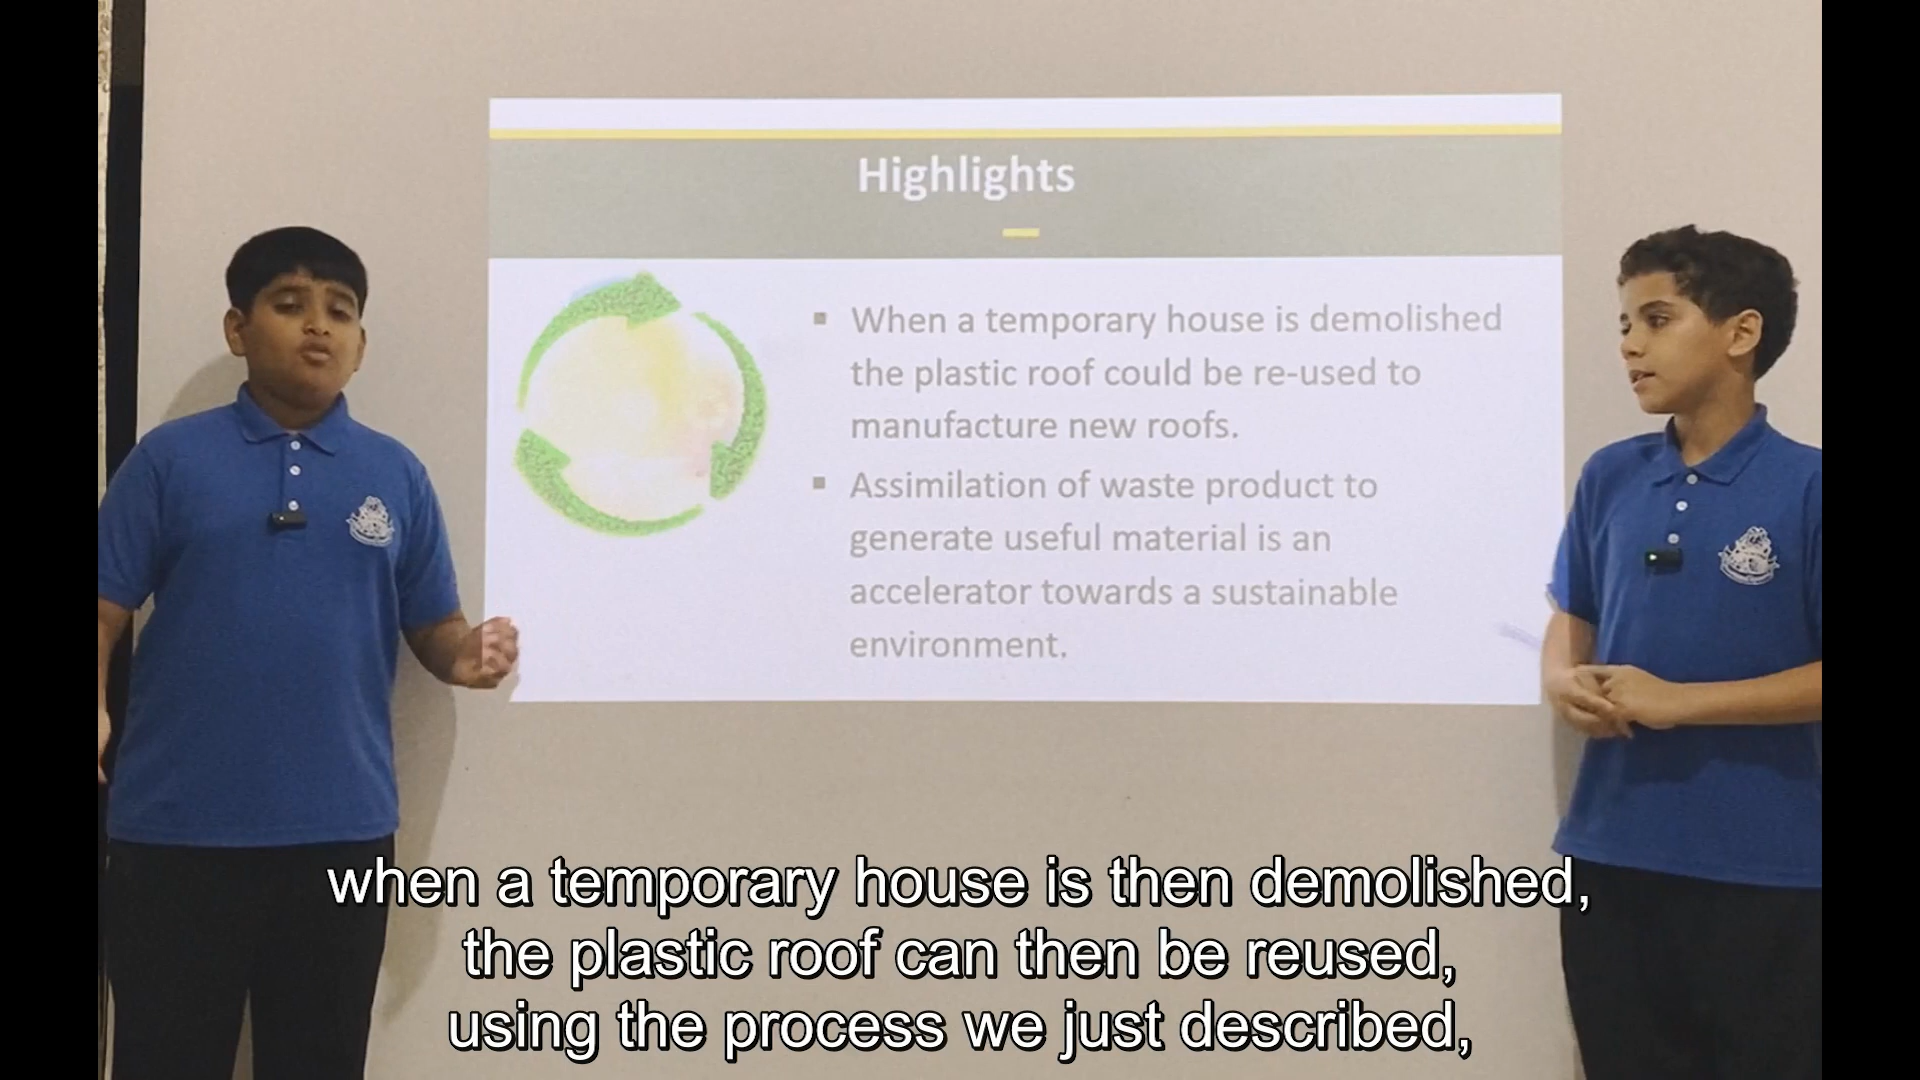 Highlights
▪ When a temporary house is demolished
the plastic roof could be re-used to
manufacture new roofs.
▪ Assimilation of waste product to
generate useful material is an
accelerator towards a sustainable
environment.
when a temporary house is then demolished,
the plastic roof can then be reused,
using the process we just described,